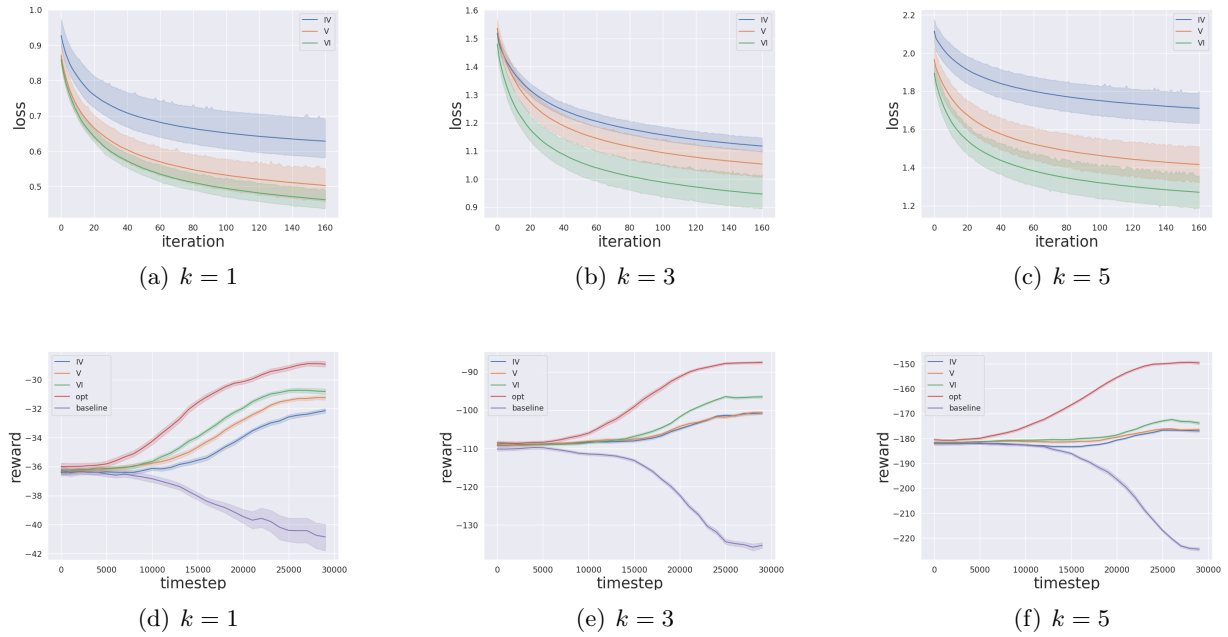 1.0
0.9
0.8
0.7
0.6
0.5
loss
0 20 40 60 80 100 120 140 160
iteration
IV
V
VI
(a) k = 1
1.6
1.5
1.4
1.3
1.2
1.1
1.0
0.9
loss
0 20 40 60 80 100 120 140 160
iteration
IV
V
VI
(b) k = 3
2.2
2.0
1.8
1.6
1.4
1.2
loss
0 20 40 60 80 100 120 140 160
iteration
IV
V
VI
(c) k = 5
IV
V
VI
opt
baseline
−30
−32
−34
−36
−38
−40
−42
reward
0 5000 10000 15000 20000 25000 30000
timestep
(d) k = 1
IV
V
VI
opt
baseline
−90
−100
−110
−120
−130
reward
0 5000 10000 15000 20000 25000 30000
timestep
(e) k = 3
IV
V
VI
opt
baseline
−150
−160
−170
−180
−190
−200
−210
−220
reward
0 5000 10000 15000 20000 25000 30000
timestep
(f) k = 5